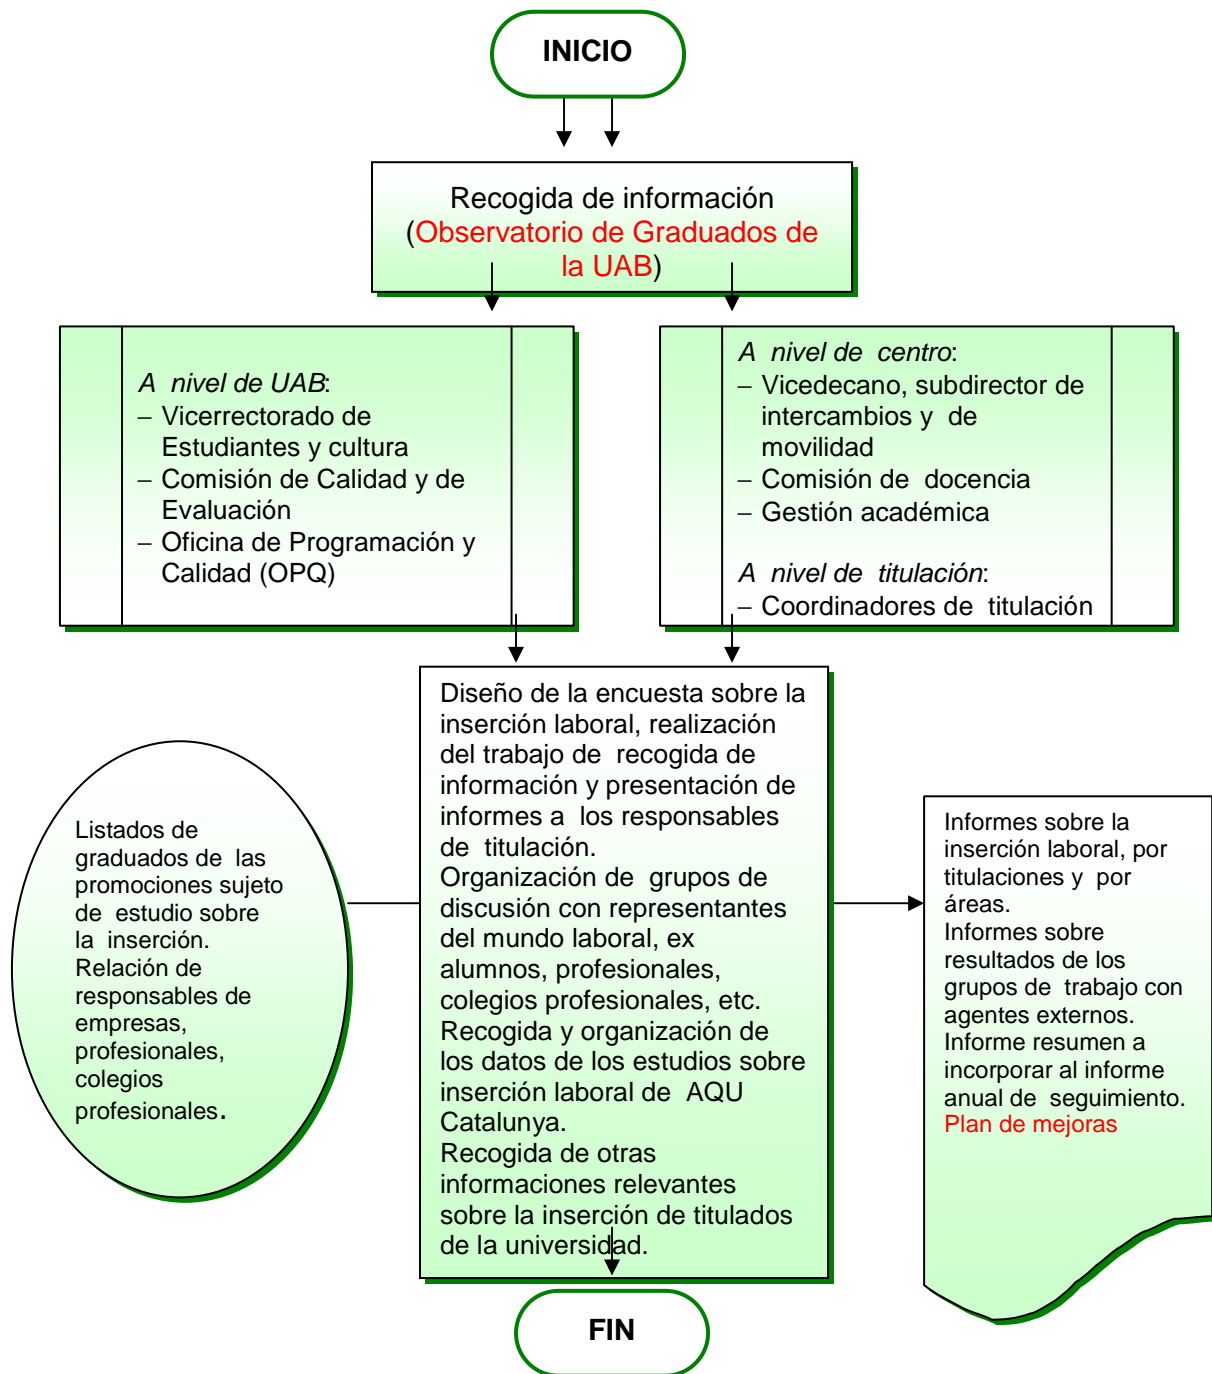 INICIO
Recogida de información
(Observatorio de Graduados de
la UAB)
A nivel de UAB:
– Vicerrectorado de
Estudiantes y cultura
– Comisión de Calidad y de
Evaluación
– Oficina de Programación y
Calidad (OPQ)
A nivel de centro:
– Vicedecano, subdirector de
intercambios y de
movilidad
– Comisión de docencia
– Gestión académica
A nivel de titulación:
– Coordinadores de titulación
Listados de
graduados de las
promociones sujeto
de estudio sobre
la inserción.
Relación de
responsables de
empresas,
profesionales,
colegios
profesionales.
Diseño de la encuesta sobre la
inserción laboral, realización
del trabajo de recogida de
información y presentación de
informes a los responsables
de titulación.
Organización de grupos de
discusión con representantes
del mundo laboral, ex
alumnos, profesionales,
colegios profesionales, etc.
Recogida y organización de
los datos de los estudios sobre
inserción laboral de AQU
Catalunya.
Recogida de otras
informaciones relevantes
sobre la inserción de titulados
de la universidad.
Informes sobre la
inserción laboral, por
titulaciones y por
áreas.
Informes sobre
resultados de los
grupos de trabajo con
agentes externos.
Informe resumen a
incorporar al informe
anual de seguimiento.
Plan de mejoras
FIN